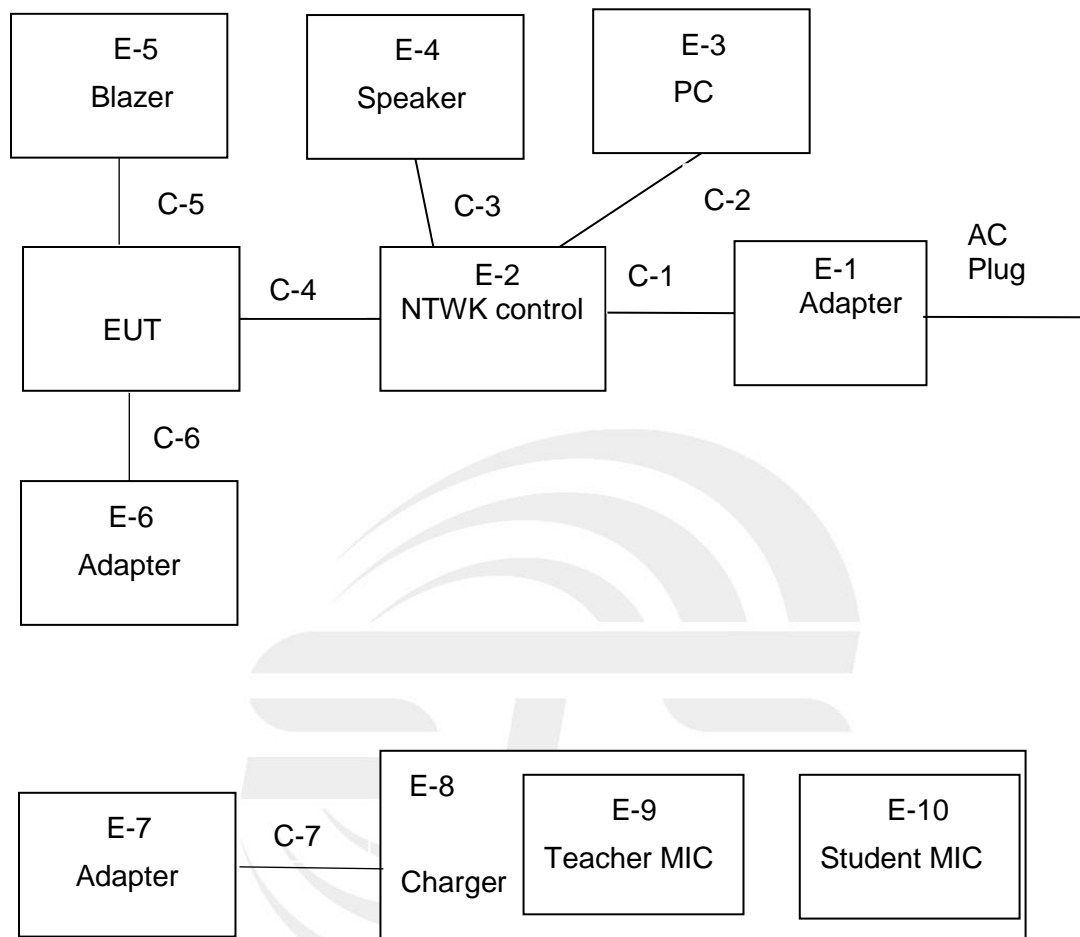 E-5
Blazer
E-4
Speaker
E-3
PC
C-5
C-3
C-2
EUT
C-4
E-2
NTWK control
C-1
E-1
Adapter
AC
Plug
C-6
E-6
Adapter
E-7
Adapter
C-7
E-8
Charger
E-9
Teacher MIC
E-10
Student MIC